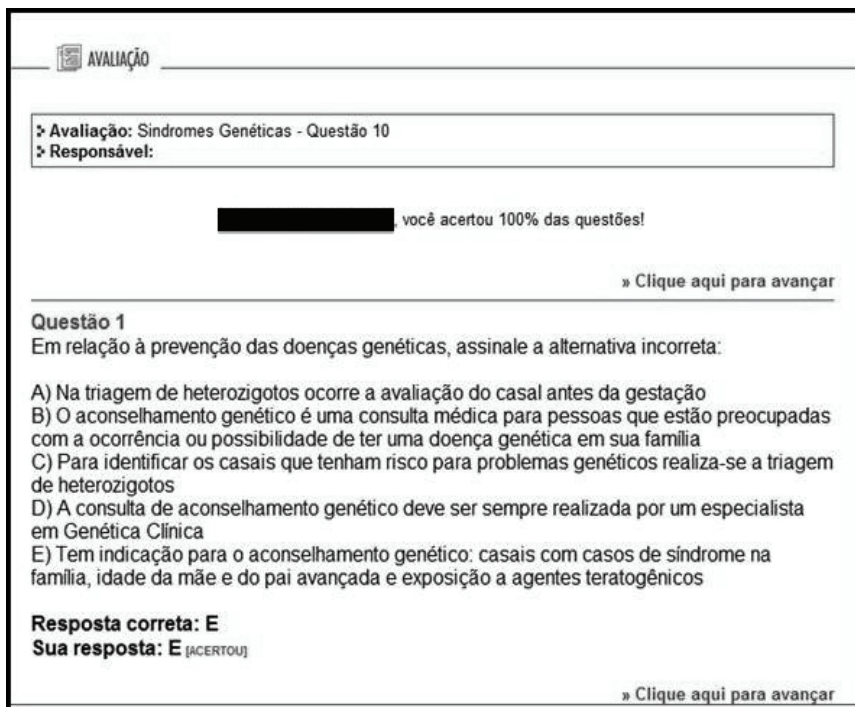 AVALIAÇÃO
Avaliação: Sindromes Genéticas - Questão 10
Responsável:
, você acertou 100% das questões!
» Clique aqui para avançar
Questão 1
Em relação à prevenção das doenças genéticas, assinale a alternativa incorreta:
A) Na triagem de heterozigotos ocorre a avaliação do casal antes da gestação
B) O aconselhamento genético é uma consulta médica para pessoas que estão preocupadas
com a ocorrência ou possibilidade de ter uma doença genética em sua família
C) Para identificar os casais que tenham risco para problemas genéticos realiza-se a triagem
de heterozigotos
D) A consulta de aconselhamento genético deve ser sempre realizada por um especialista
em Genética Clínica
E) Tem indicação para o aconselhamento genético: casais com casos de síndrome na
família, idade da mãe e do pai avançada e exposição a agentes teratogênicos
Resposta correta: E
Sua resposta: E [ACERTOU]
» Clique aqui para avançar